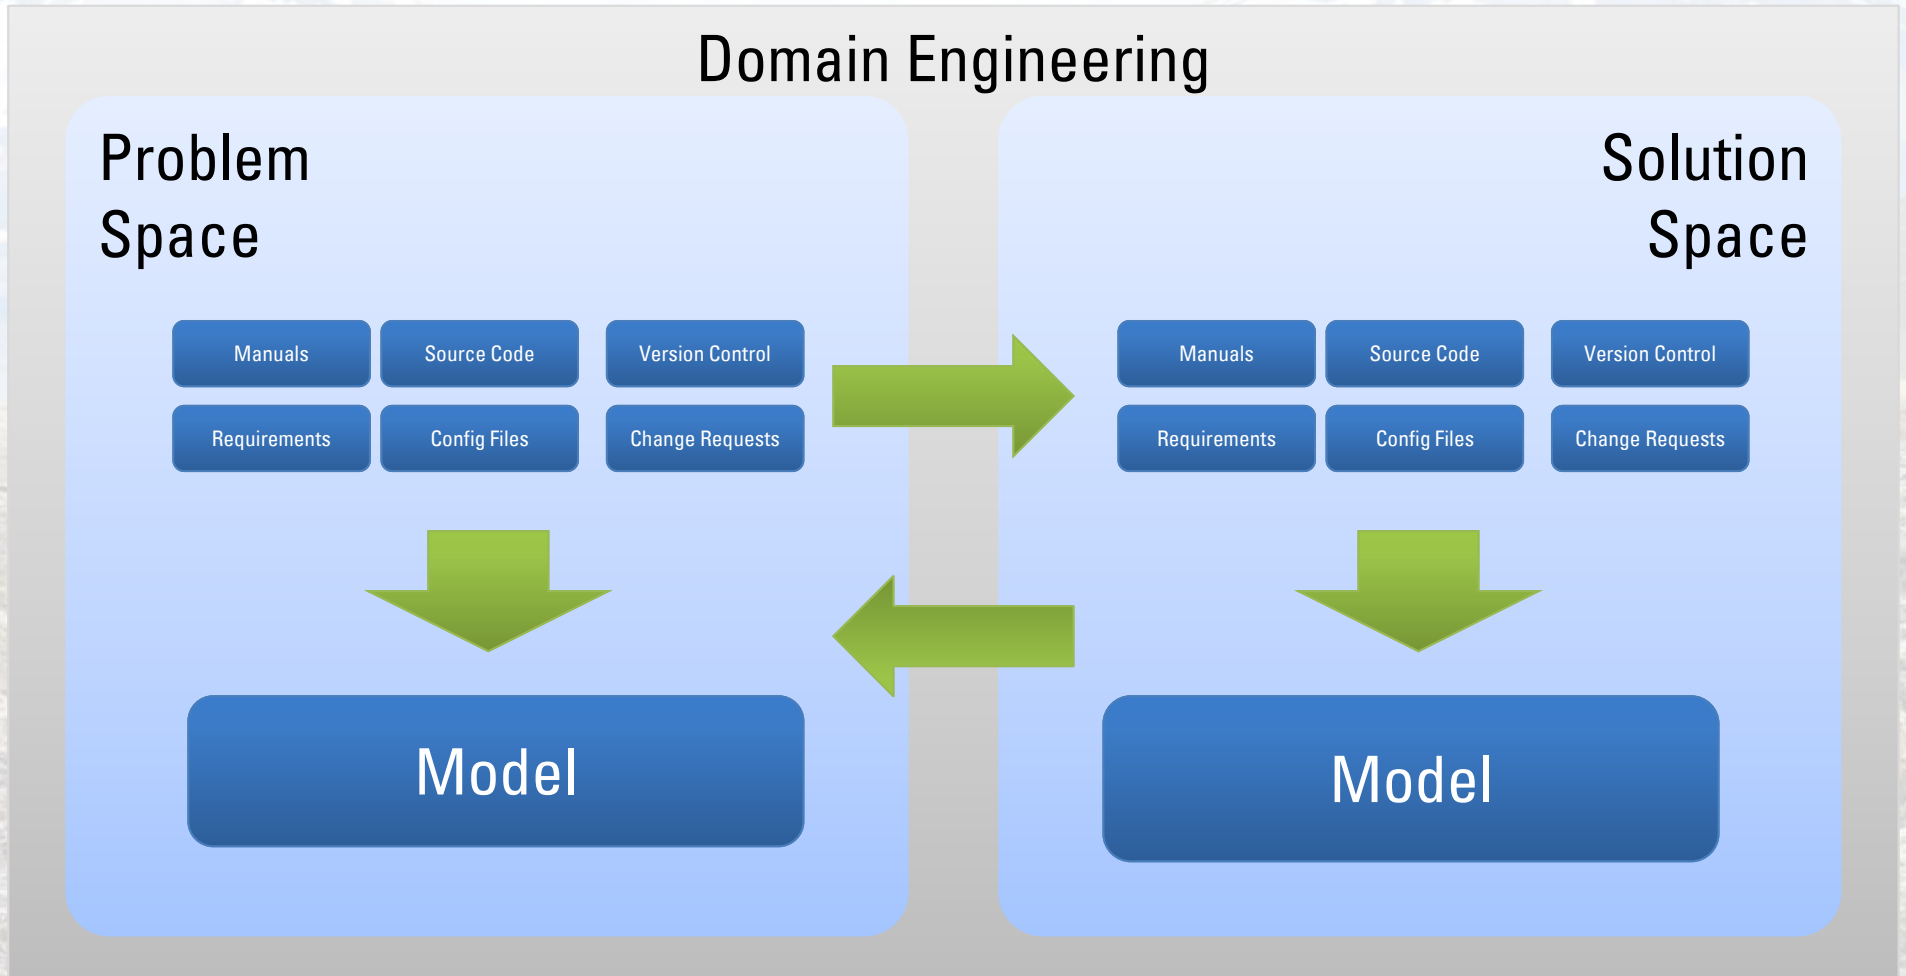 Domain Engineering
Problem
Space
Manuals
Source Code
Version Control
Requirements
Config Files
Change Requests
Model
Solution
Space
Manuals
Source Code
Version Control
Requirements
Config Files
Change Requests
Model